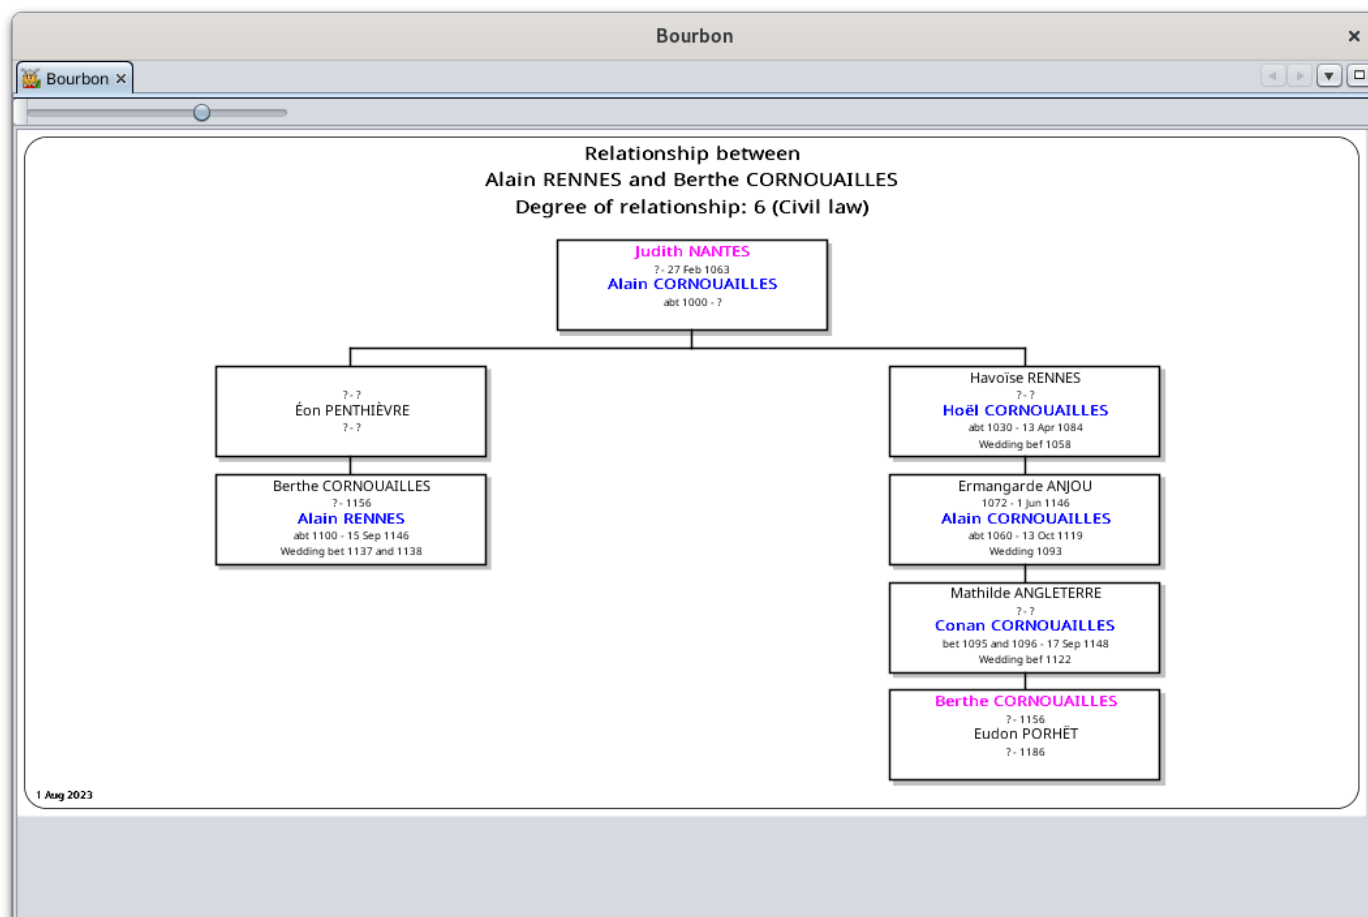 Bourbon
Bourbon
Relationship between
Alain RENNES and Berthe CORNOUAILLES
Degree of relationship: 6 (Civil law)
Judith NANTES
? - 27 Feb 1063
Alain CORNOUAILLES
abt 1000 - ?
? - ?
Éon PENTHIÈVRE
? - ?
Berthe CORNOUAILLES
? - 1156
Alain RENNES
abt 1100 - 15 Sep 1146
Wedding bet 1137 and 1138
Havoïse RENNES
? - ?
Hoël CORNOUAILLES
abt 1030 - 13 Apr 1084
Wedding bef 1058
Ermangarde ANJOU
1072 - 1 Jun 1146
Alain CORNOUAILLES
abt 1060 - 13 Oct 1119
Wedding 1093
Mathilde ANGLETERRE
? - ?
Conan CORNOUAILLES
bet 1095 and 1096 - 17 Sep 1148
Wedding bef 1122
Berthe CORNOUAILLES
? - 1156
Eudon PORHËT
? - 1186
1 Aug 2023